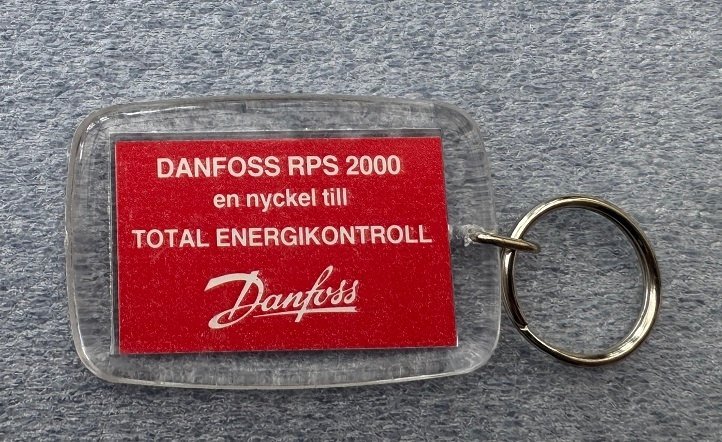 DANFOSS RPS 2000
en nyckel till
TOTAL ENERGIKONTROLL
Danfoss